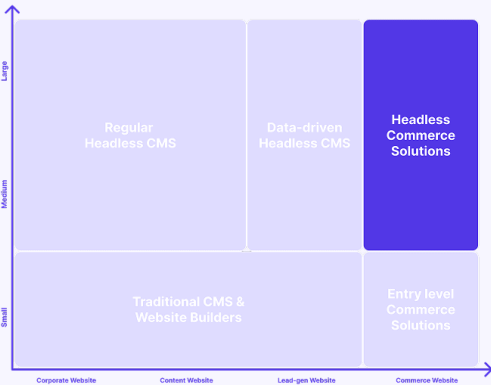 Large
Medium
Small
Regular
Headless CMS
Data-driven
Headless CMS
Headless
Commerce
Solutions
Traditional CMS &
Website Builders
Entry level
Commerce
Solutions
Corporate Website
Content Website
Lead-gen Website
Commerce Website